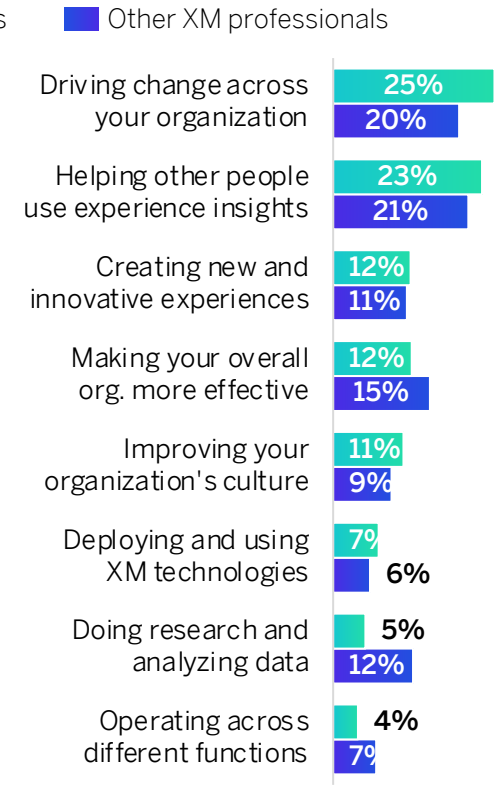 s
Other XM professionals
Driving change across
your organization
25%
20%
Helping other people
use experience insights
23%
21%
Creating new and
innovative experiences
12%
11%
Making your overall
org. more effective
12%
15%
Improving your
organization's culture
11%
9%
Deploying and using
XM technologies
7%
6%
Doing research and
analyzing data
5%
12%
Operating across
different functions
4%
7%